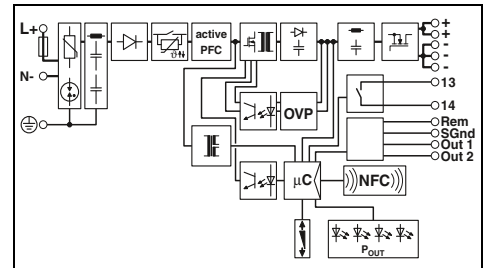 L+
N-
active
PFC
OVP
+
+
-
-
-
13
14
Rem
SGnd
Out 1
Out 2
µC
NFC
POUT